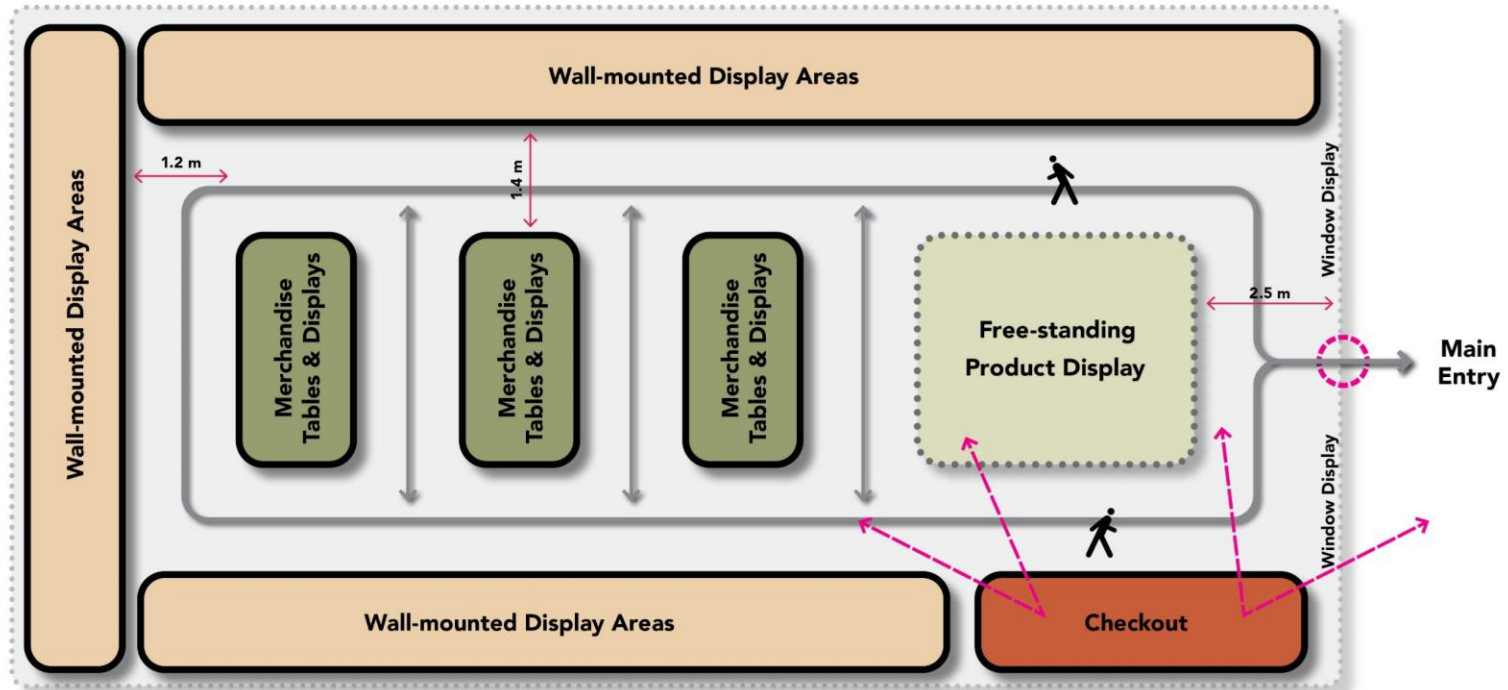 Wall-mounted Display Areas
Wall-mounted Display Areas
1.2 m
1.4 m
Window Display
Merchandise
Tables & Displays
Merchandise
Tables & Displays
Merchandise
Tables & Displays
Free-standing
Product Display
2.5 m
Main
Entry
Window Display
Wall-mounted Display Areas
Checkout